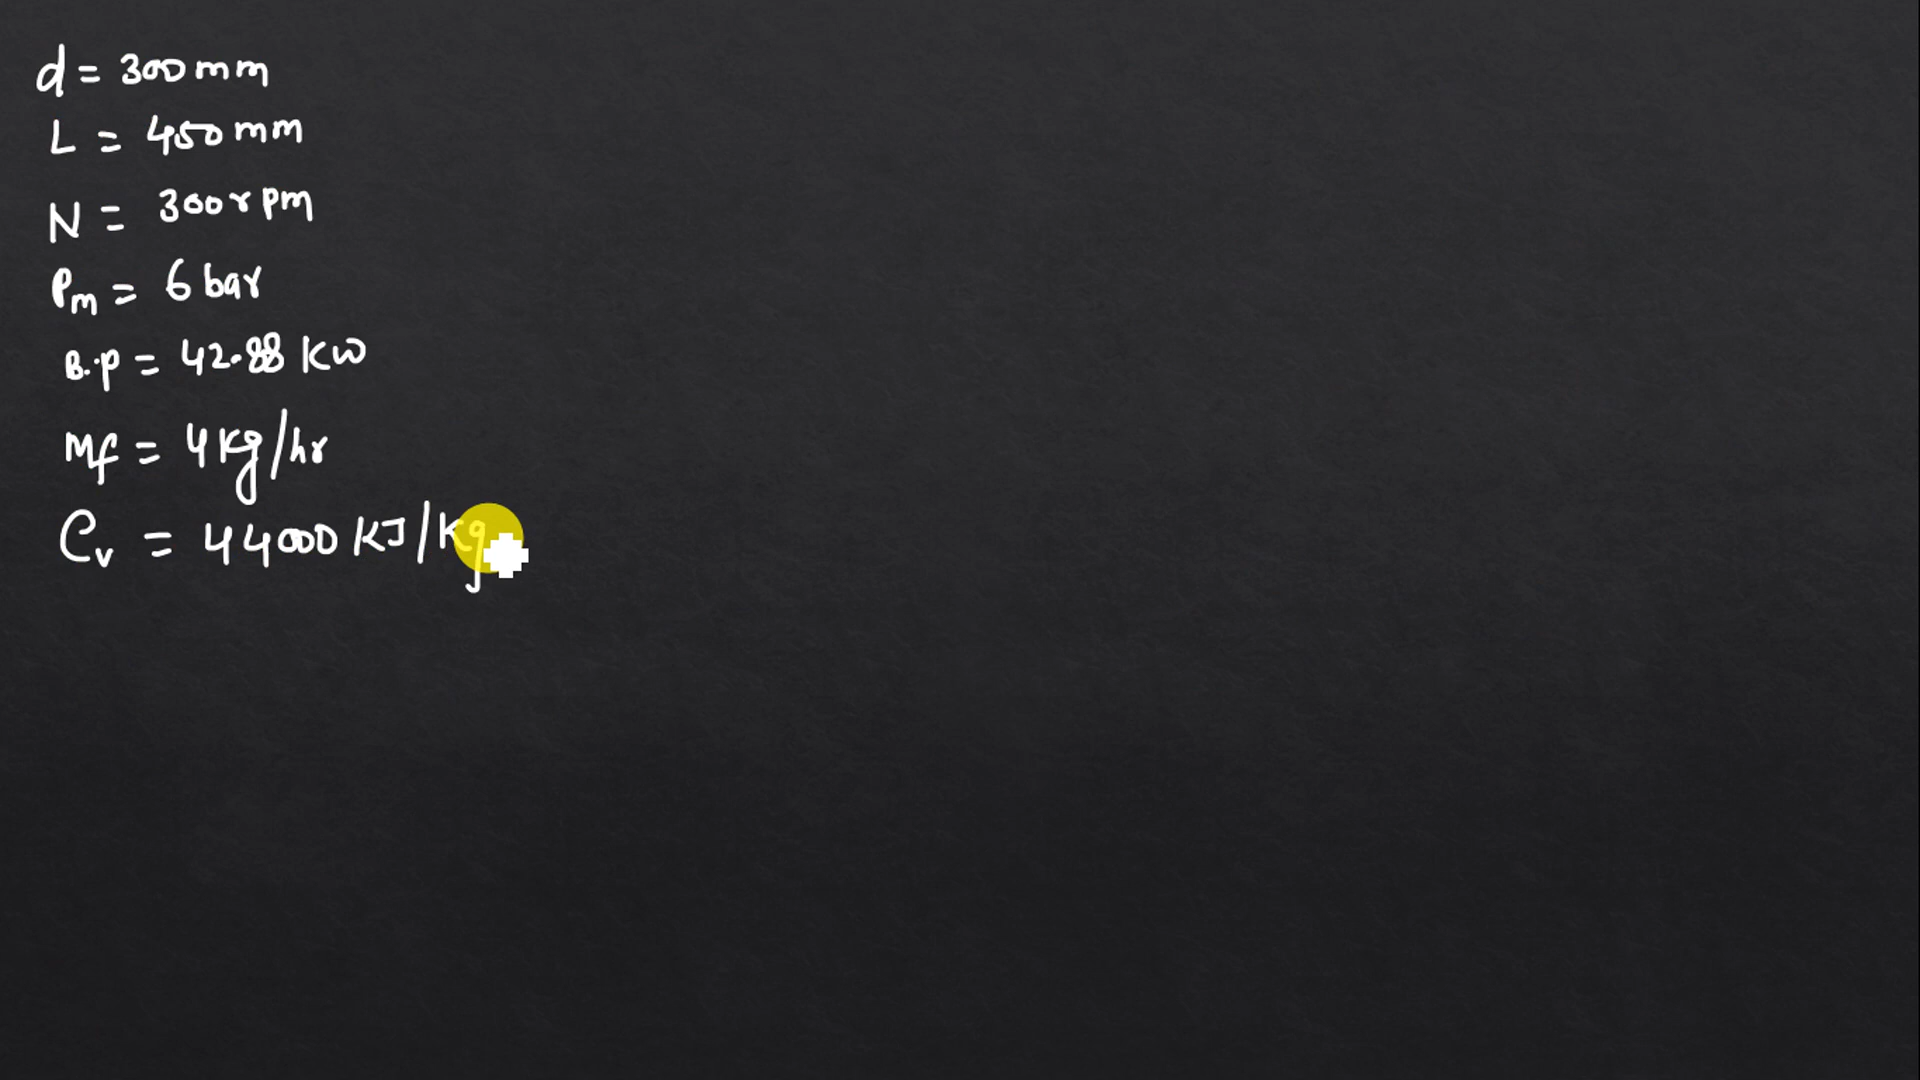 d = 300 mm
L = 450 mm
N = 300 rpm
Pm = 6 bar
B.P = 42.88 KW
mf = 4 Kg/hr
Cv = 44000 KJ/Kg